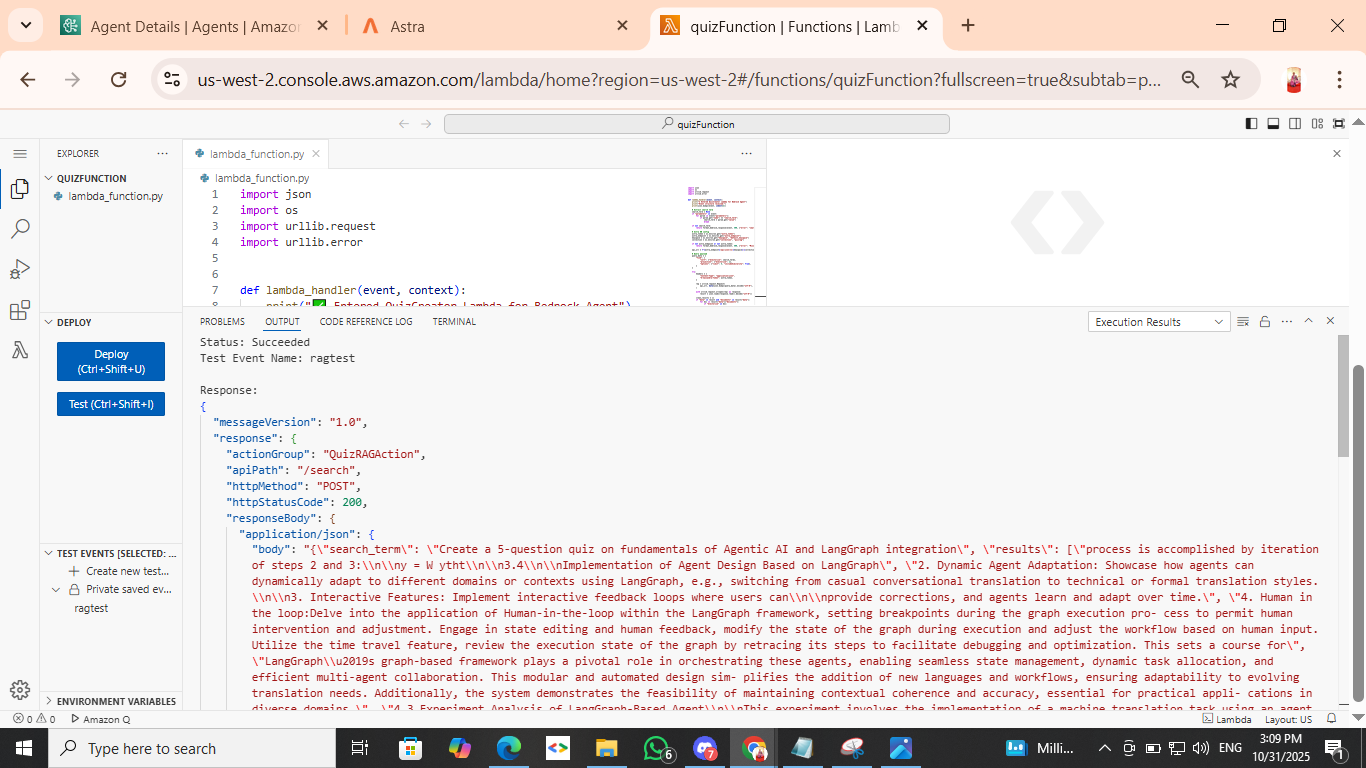 Agent Details | Agents | Amazon
Astra
quizFunction | Functions | Lamb
us-west-2.console.aws.amazon.com/lambda/home?region=us-west-2#/functions/quizFunction?fullscreen=true&subtab=p...
quizFunction
EXPLORER
QUIZFUNCTION
lambda_function.py
lambda_function.py
lambda_function.py
1 import json
2 import os
3 import urllib.request
4 import urllib.error
5
6
7 def lambda_handler(event, context):
8 print("✅ Entered QuizCreator Lambda for Bedrock Agent")
DEPLOY
Deploy
(Ctrl+Shift+U)
Test (Ctrl+Shift+I)
TEST EVENTS [SELECTED: ...
Create new test...
Private saved ev...
ragtest
ENVIRONMENT VARIABLES
PROBLEMS OUTPUT CODE REFERENCE LOG TERMINAL
Execution Results
Status: Succeeded
Test Event Name: ragtest
Response:
{
"messageVersion": "1.0",
"response": {
"actionGroup": "QuizRAGAction",
"apiPath": "/search",
"httpMethod": "POST",
"httpStatusCode": 200,
"responseBody": {
"application/json": {
"body": "{\"search_term\": \"Create a 5-question quiz on fundamentals of Agentic AI and LangGraph integration\", \"results\": [\"process is accomplished by iteration
of steps 2 and 3:\\n\\ny = W ytht\\n\\n3.4\\n\\nImplementation of Agent Design Based on LangGraph\", \"2. Dynamic Agent Adaptation: Showcase how agents can
dynamically adapt to different domains or contexts using LangGraph, e.g., switching from casual conversational translation to technical or formal translation styles.
\\n\\n3. Interactive Features: Implement interactive feedback loops where users can\\n\\nprovide corrections, and agents learn and adapt over time.\", \"4. Human in
the loop:Delve into the application of Human-in-the-loop within the LangGraph framework, setting breakpoints during the graph execution pro- cess to permit human
intervention and adjustment. Engage in state editing and human feedback, modify the state of the graph during execution and adjust the workflow based on human input.
Utilize the time travel feature, review the execution state of the graph by retracing its steps to facilitate debugging and optimization. This sets a course for\",
\"LangGraph\\u2019s graph-based framework plays a pivotal role in orchestrating these agents, enabling seamless state management, dynamic task allocation, and
efficient multi-agent collaboration. This modular and automated design sim- plifies the addition of new languages and workflows, ensuring adaptability to evolving
translation needs. Additionally, the system demonstrates the feasibility of maintaining contextual coherence and accuracy, essential for practical appli- cations in
diverse domains.\", \"4.3 Experiment Analysis of LangGraph-Based Agent\\n\\nThis experiment involves the implementation of a machine translation task using an agent
0 0 Amazon Q
Lambda Layout: US
Type here to search
6
7
Milli...
ENG
3:09 PM
10/31/2025
1